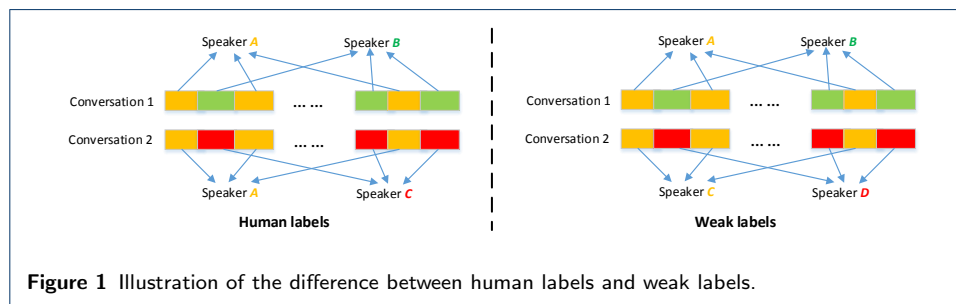 Speaker A Speaker B Speaker A Speaker B
Conversation 1 ... ... Conversation 1 ... ...
Conversation 2 ... ... Conversation 2 ... ...
Speaker A Speaker C Speaker C Speaker D
Human labels Weak labels
Figure 1 Illustration of the difference between human labels and weak labels.